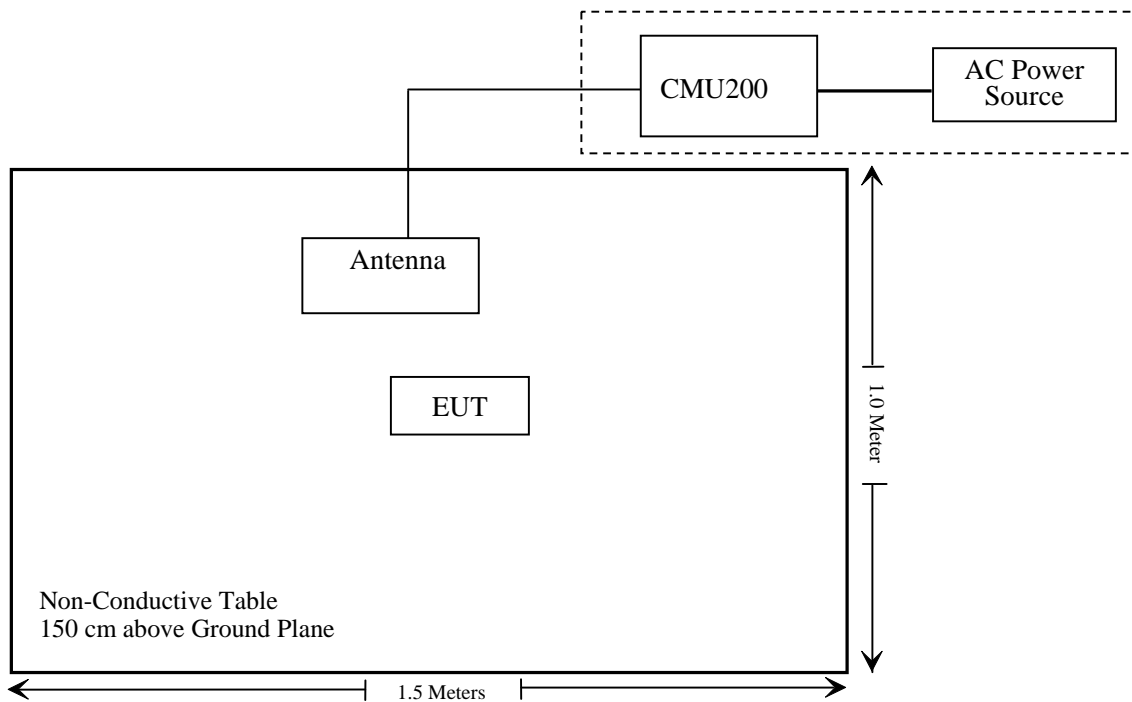 CMU200
AC Power
Source
Antenna
EUT
1.0 Meter
Non-Conductive Table
150 cm above Ground Plane
1.5 Meters